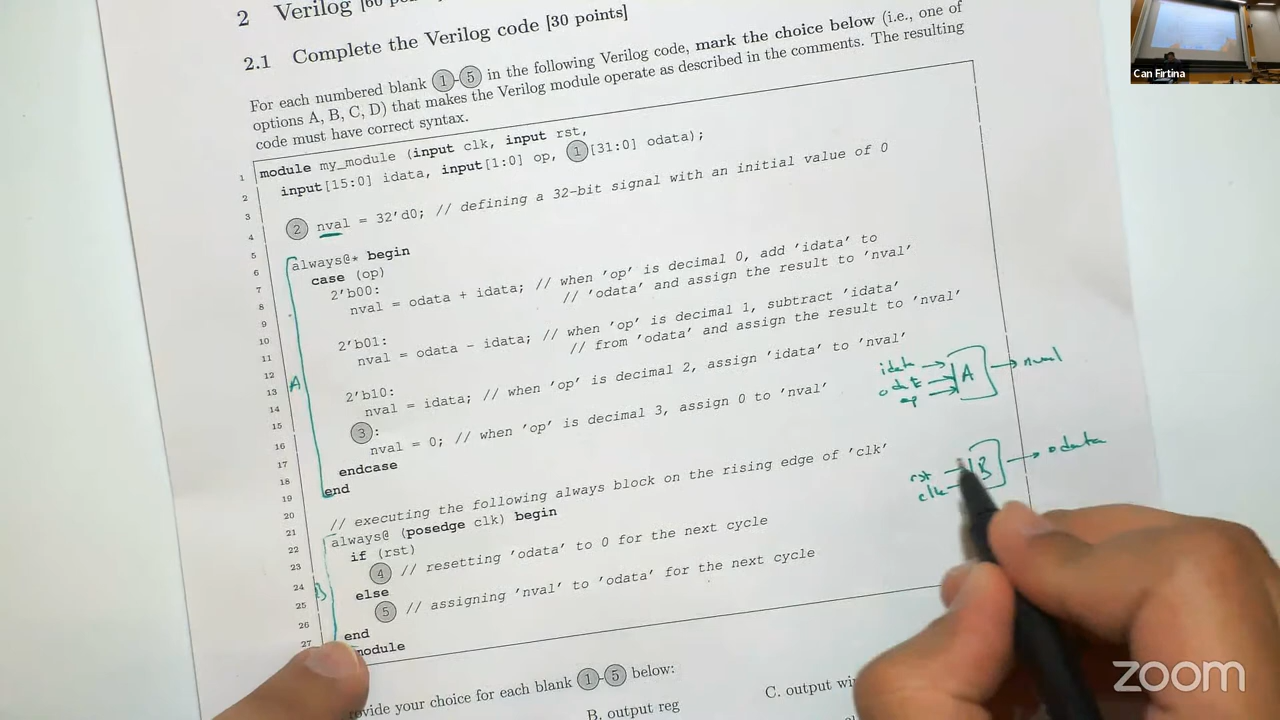 2 Verilog [60
2.1 Complete the Verilog code [30 points]
For each numbered blank 1-5 in the following Verilog code, mark the choice below (i.e., one of
options A, B, C, D) that makes the Verilog module operate as described in the comments. The resulting
code must have correct syntax.
1 module my_module (input clk, input rst,
2 input[15:0] idata, input[1:0] op, 1 [31:0] odata);
3
4 2 nval = 32'd0; // defining a 32-bit signal with an initial value of 0
5
6 always@* begin
7 case (op)
8 2'b00:
9 nval = odata + idata; // when 'op' is decimal 0, add 'idata' to
10 // 'odata' and assign the result to 'nval'
11 2'b01:
12 nval = odata - idata; // when 'op' is decimal 1, subtract 'idata'
13 // from 'odata' and assign the result to 'nval'
14 2'b10:
15 nval = idata; // when 'op' is decimal 2, assign 'idata' to 'nval'
16 3:
17 nval = 0; // when 'op' is decimal 3, assign 0 to 'nval'
18 endcase
19 end
20
21 // executing the following always block on the rising edge of 'clk'
22 always@ (posedge clk) begin
23 if (rst)
24 4 // resetting 'odata' to 0 for the next cycle
25 else
26 5 // assigning 'nval' to 'odata' for the next cycle
27 end
module
ovide your choice for each blank 1-5 below:
B. output reg
C. output wi
A
B
idata
odt
op
A
nval
rst
clk
B
odata
Can Firtina
zoom